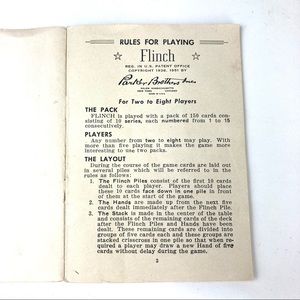 RULES FOR PLAYING
Flinch
REG. IN U.S. PATENT OFFICE
COPYRIGHT 1938, 1951 BY
Parker Brothers Inc
SALEM, MASSACHUSETTS
NEW YORK CHICAGO
For Two to Eight Players
THE PACK
FLINCH is played with a pack of 150 cards con-
sisting of 10 series, each numbered from 1 to 15
consecutively.
PLAYERS
Any number from two to eight may play. With
more than five playing it makes the game more
interesting to use two packs.
THE LAYOUT
During the course of the game cards are laid out
in several piles which will be referred to in the
rules as follows:
1. The Flinch Piles consist of the first 10 cards
dealt to each player. Players should place
these 10 cards face down in one pile in front of
them at the start of the game.
2. The Hands are made up from the next five
cards dealt immediately after the Flinch Pile.
3. The Stack is made in the center of the table
and consists of the remaining cards of the deck
after the Flinch Piles and Hands have been
dealt. These remaining cards are divided into
groups of five cards each and these groups are
stacked crisscross in one pile so that when re-
quired a player may draw a new Hand of five
cards without delay during the game.
3